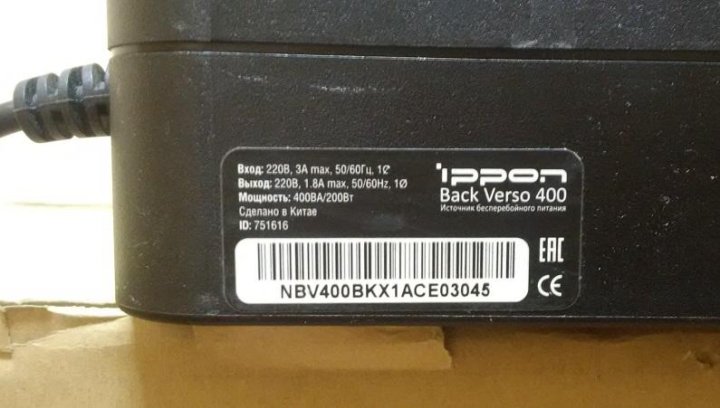 Вход: 220В, 3А max, 50/60Гц, 1Ø
Выход: 220В, 1.8А max, 50/60Hz, 1Ø
Мощность: 400ВА/200Вт
Сделано в Китае
ID: 751616
ippon
Back Verso 400
Источник бесперебойного питания
EAC
CE
NBV400BKX1ACE03045